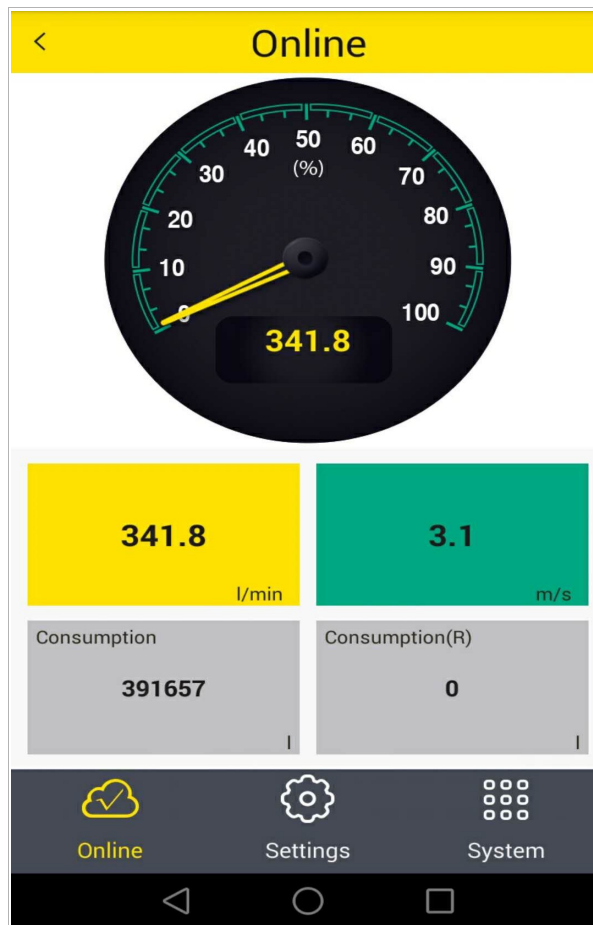 Online
50
40
60
(%)
30
70
20
80
10
90
0
100
341.8
341.8
l/min
3.1
m/s
Consumption
391657
l
Consumption(R)
0
l
Online
Settings
System